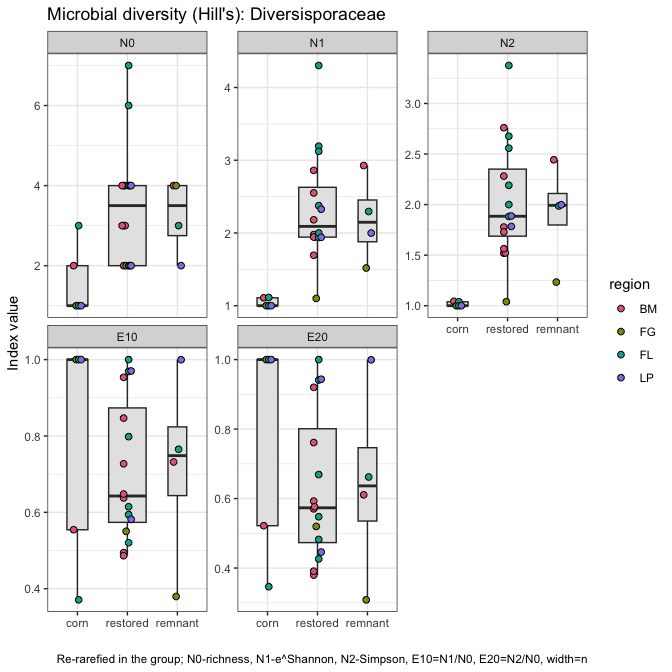 Microbial diversity (Hill's): Diversisporaceae
N0
N1
N2
6
4
2
4
3
2
1
3.0
2.5
2.0
1.5
1.0
corn restored remnant
Index value
E10
E20
1.0
0.8
0.6
0.4
1.0
0.8
0.6
0.4
corn restored remnant
corn restored remnant
region
BM
FG
FL
LP
Re-rarefied in the group; N0-richness, N1-e^Shannon, N2-Simpson, E10=N1/N0, E20=N2/N0, width=n